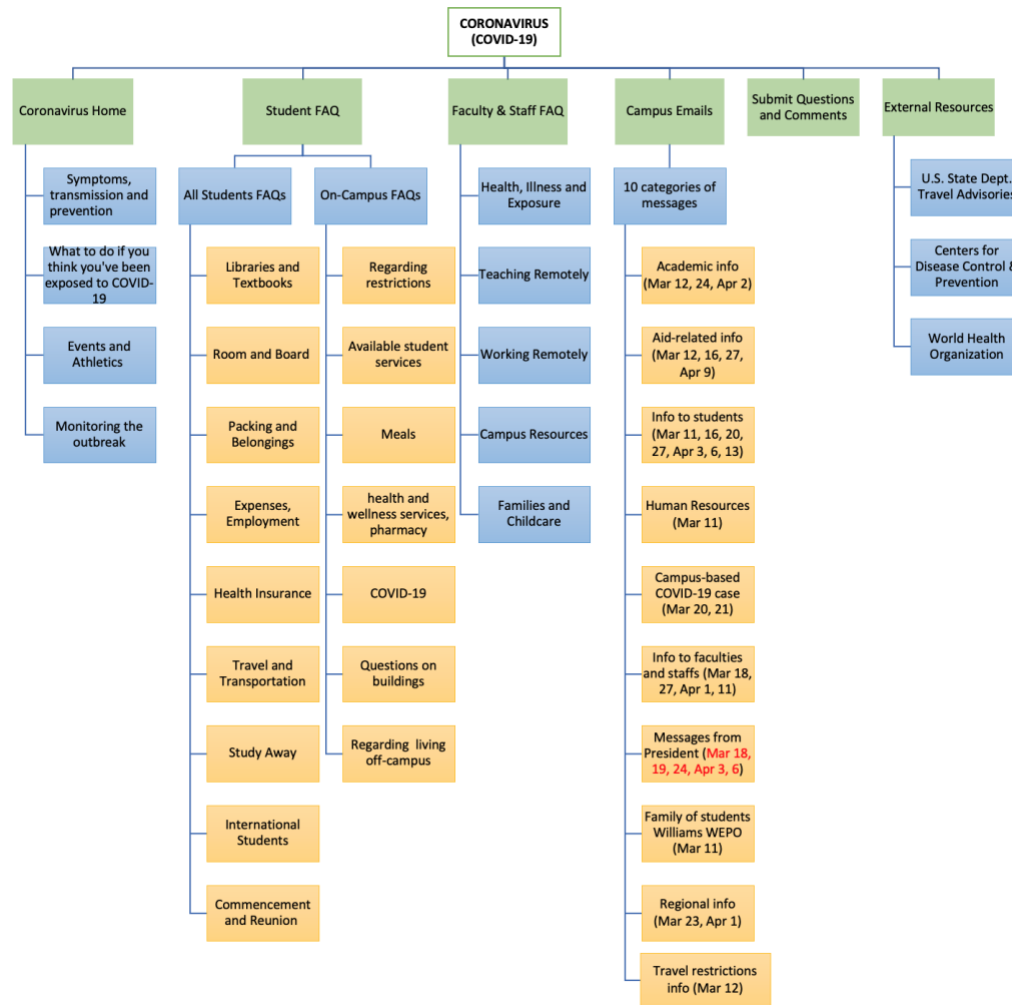 CORONAVIRUS
(COVID-19)
Coronavirus Home
Student FAQ
Faculty & Staff FAQ
Campus Emails
Submit Questions
and Comments
External Resources
Symptoms,
transmission and
prevention
What to do if you
think you've been
exposed to COVID-
19
Events and
Athletics
Monitoring the
outbreak
All Students FAQs
Libraries and
Textbooks
Room and Board
Packing and
Belongings
Expenses,
Employment
Health Insurance
Travel and
Transportation
Study Away
International
Students
Commencement
and Reunion
On-Campus FAQs
Regarding
restrictions
Available student
services
Meals
health and
wellness services,
pharmacy
COVID-19
Questions on
buildings
Regarding living
off-campus
Health, Illness and
Exposure
Teaching Remotely
Working Remotely
Campus Resources
Families and
Childcare
10 categories of
messages
Academic info
(Mar 12, 24, Apr 2)
Aid-related info
(Mar 12, 16, 27,
Apr 9)
Info to students
(Mar 11, 16, 20,
27, Apr 3, 6, 13)
Human Resources
(Mar 11)
Campus-based
COVID-19 case
(Mar 20, 21)
Info to faculties
and staffs (Mar 18,
27, Apr 1, 11)
Messages from
President (Mar 18,
19, 24, Apr 3, 6)
Family of students
Williams WEPO
(Mar 11)
Regional info
(Mar 23, Apr 1)
Travel restrictions
info (Mar 12)
U.S. State Dept.
Travel Advisories
Centers for
Disease Control &
Prevention
World Health
Organization